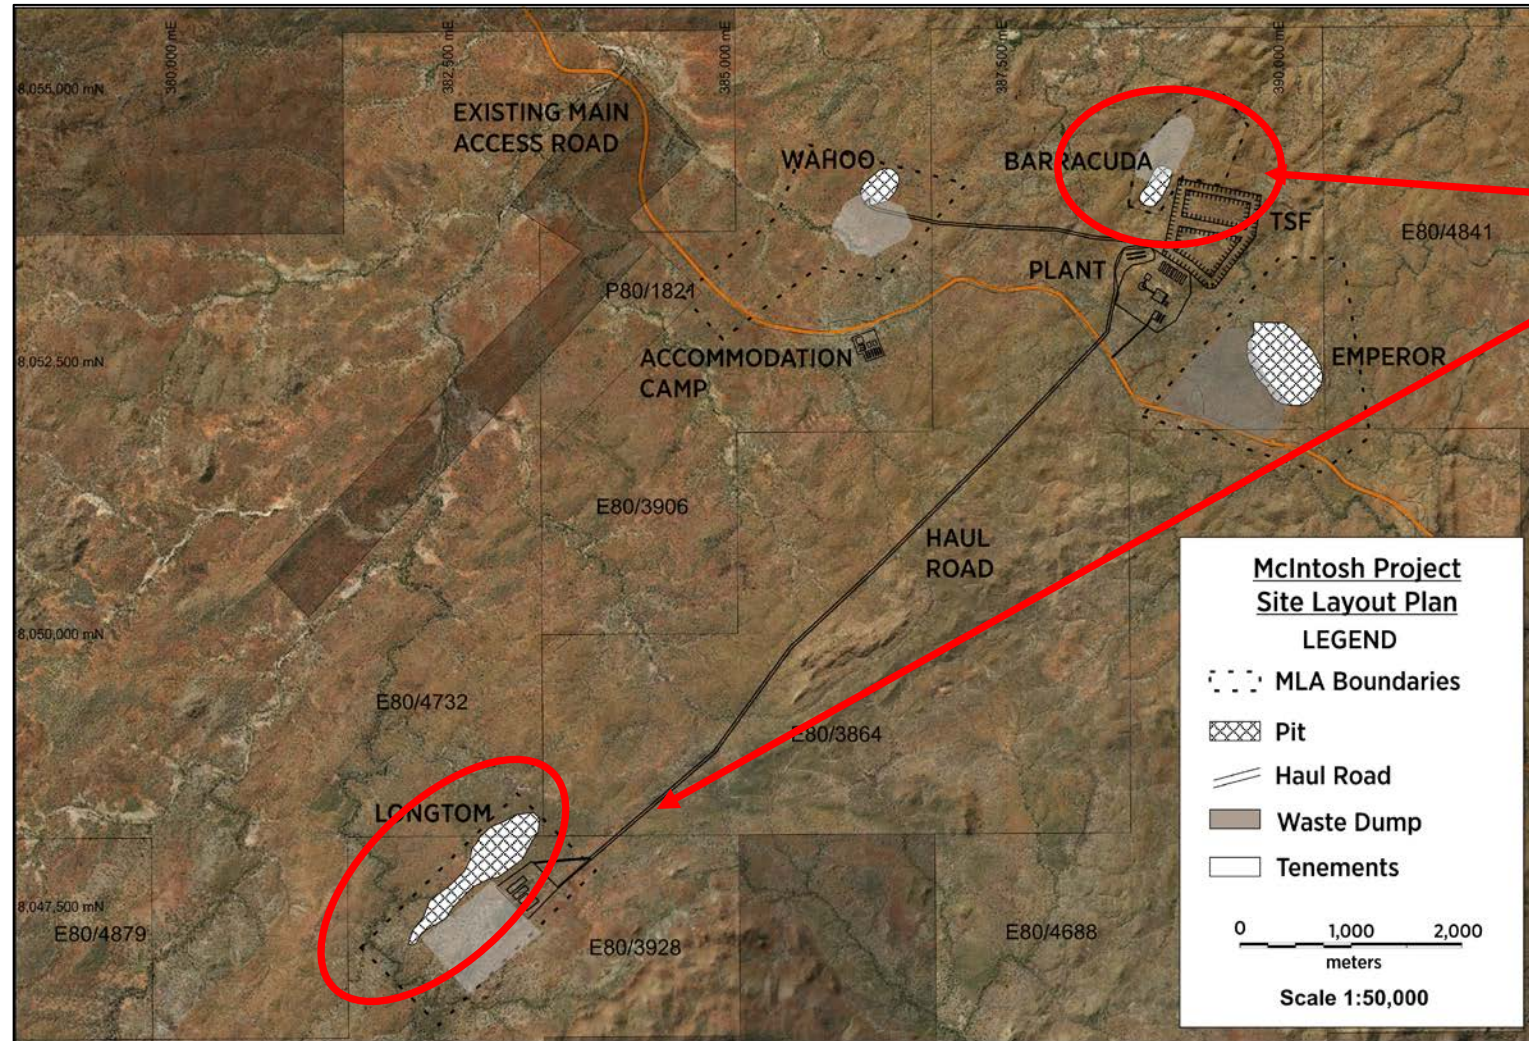 380,000 mE
382,500 mE
385,000 mE
387,500 mE
390,000 mE
8,055,000 mN
EXISTING MAIN
ACCESS ROAD
WAHOO
BARRACUDA
TSF
E80/4841
PLANT
P80/1821
8,052,500 mN
ACCOMMODATION
CAMP
EMPEROR
E80/3906
HAUL
ROAD
8,050,000 mN
E80/4732
E80/3864
LONGTOM
8,047,500 mN
E80/4879
E80/3928
E80/4688
McIntosh Project
Site Layout Plan
LEGEND
MLA Boundaries
Pit
Haul Road
Waste Dump
Tenements
0 1,000 2,000
meters
Scale 1:50,000